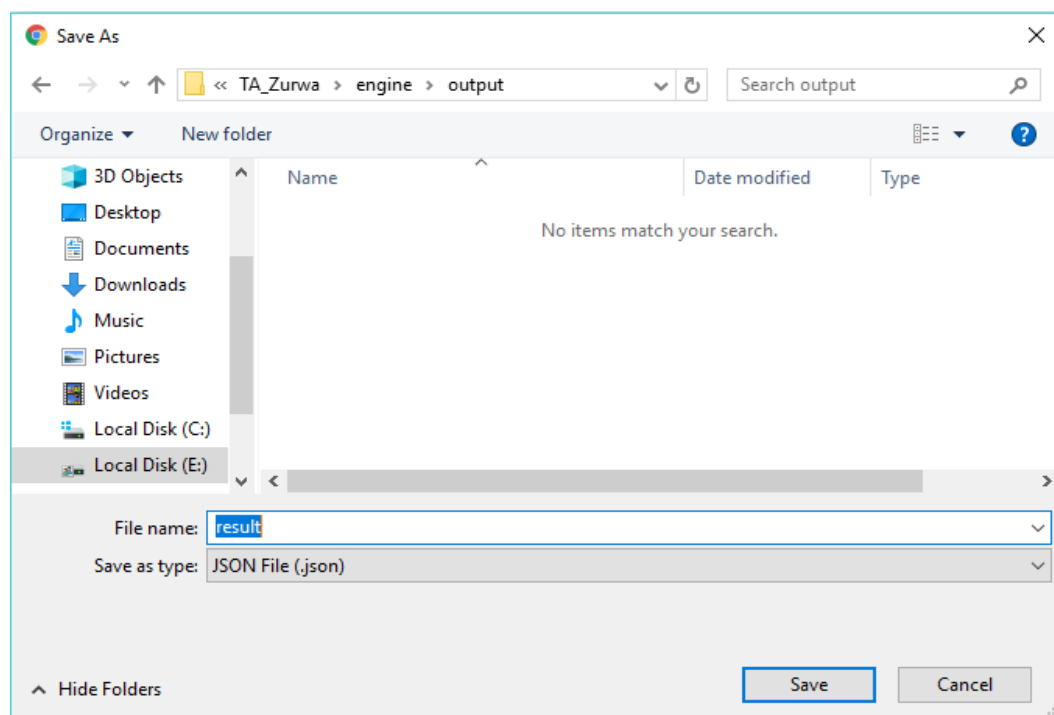 Save As
« TA_Zurwa › engine › output
Search output
Organize
New folder
3D Objects
Desktop
Documents
Downloads
Music
Pictures
Videos
Local Disk (C:)
Local Disk (E:)
Name
Date modified
Type
No items match your search.
File name: result
Save as type: JSON File (.json)
Hide Folders
Save
Cancel